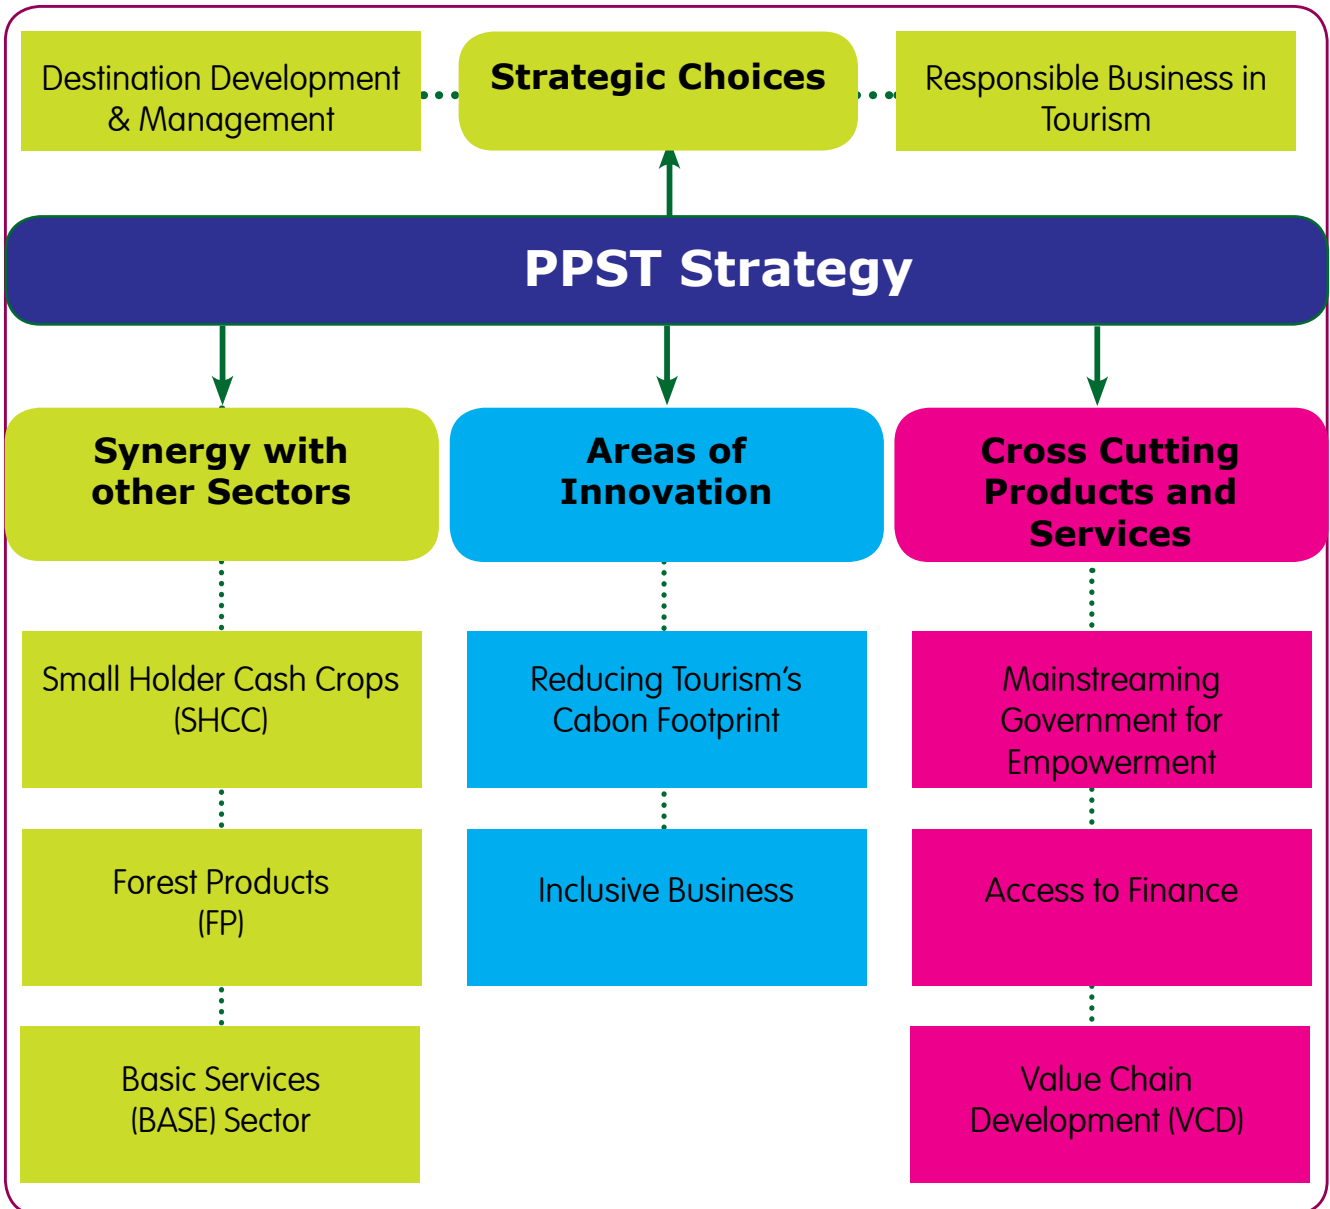 Destination Development
& Management
Strategic Choices
Responsible Business in
Tourism
PPST Strategy
Synergy with
other Sectors
Areas of
Innovation
Cross Cutting
Products and
Services
Small Holder Cash Crops
(SHCC)
Reducing Tourism's
Cabon Footprint
Mainstreaming
Government for
Empowerment
Forest Products
(FP)
Inclusive Business
Access to Finance
Basic Services
(BASE) Sector
Value Chain
Development (VCD)